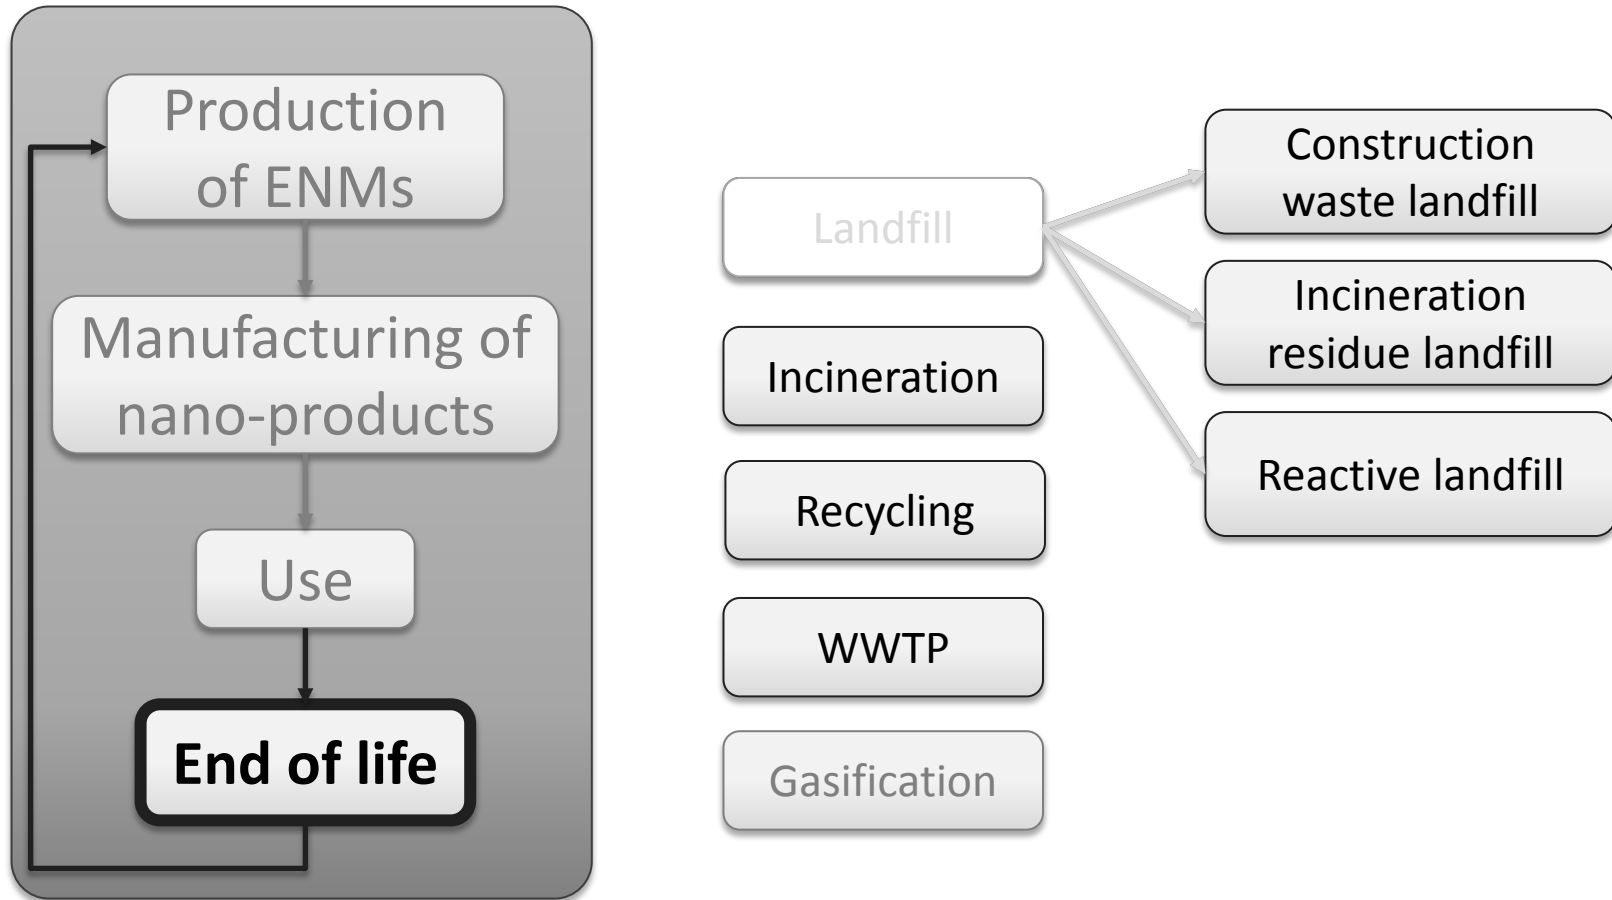 Production
of ENMs
Manufacturing of
nano-products
Use
End of life
Landfill
Incineration
Recycling
WWTP
Gasification
Construction
waste landfill
Incineration
residue landfill
Reactive landfill